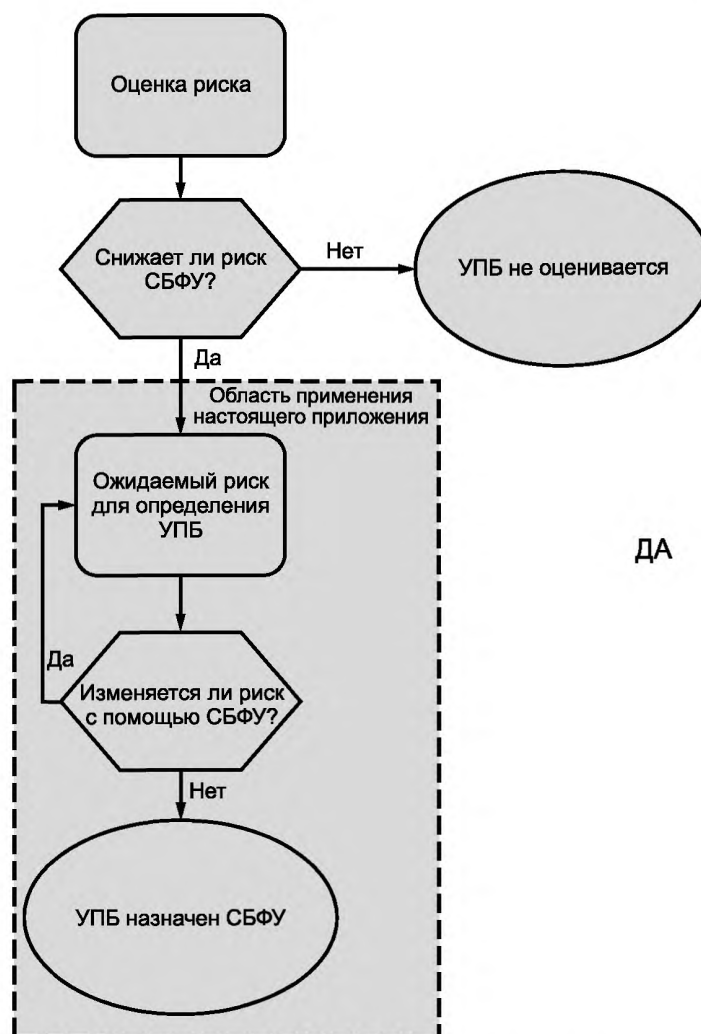 Оценка риска
Снижает ли риск
СБФУ?
Нет
УПБ не оценивается
Да
Область применения
настоящего приложения
Ожидаемый риск
для определения
УПБ
ДА
Да
Изменяется ли риск
с помощью СБФУ?
Нет
УПБ назначен СБФУ